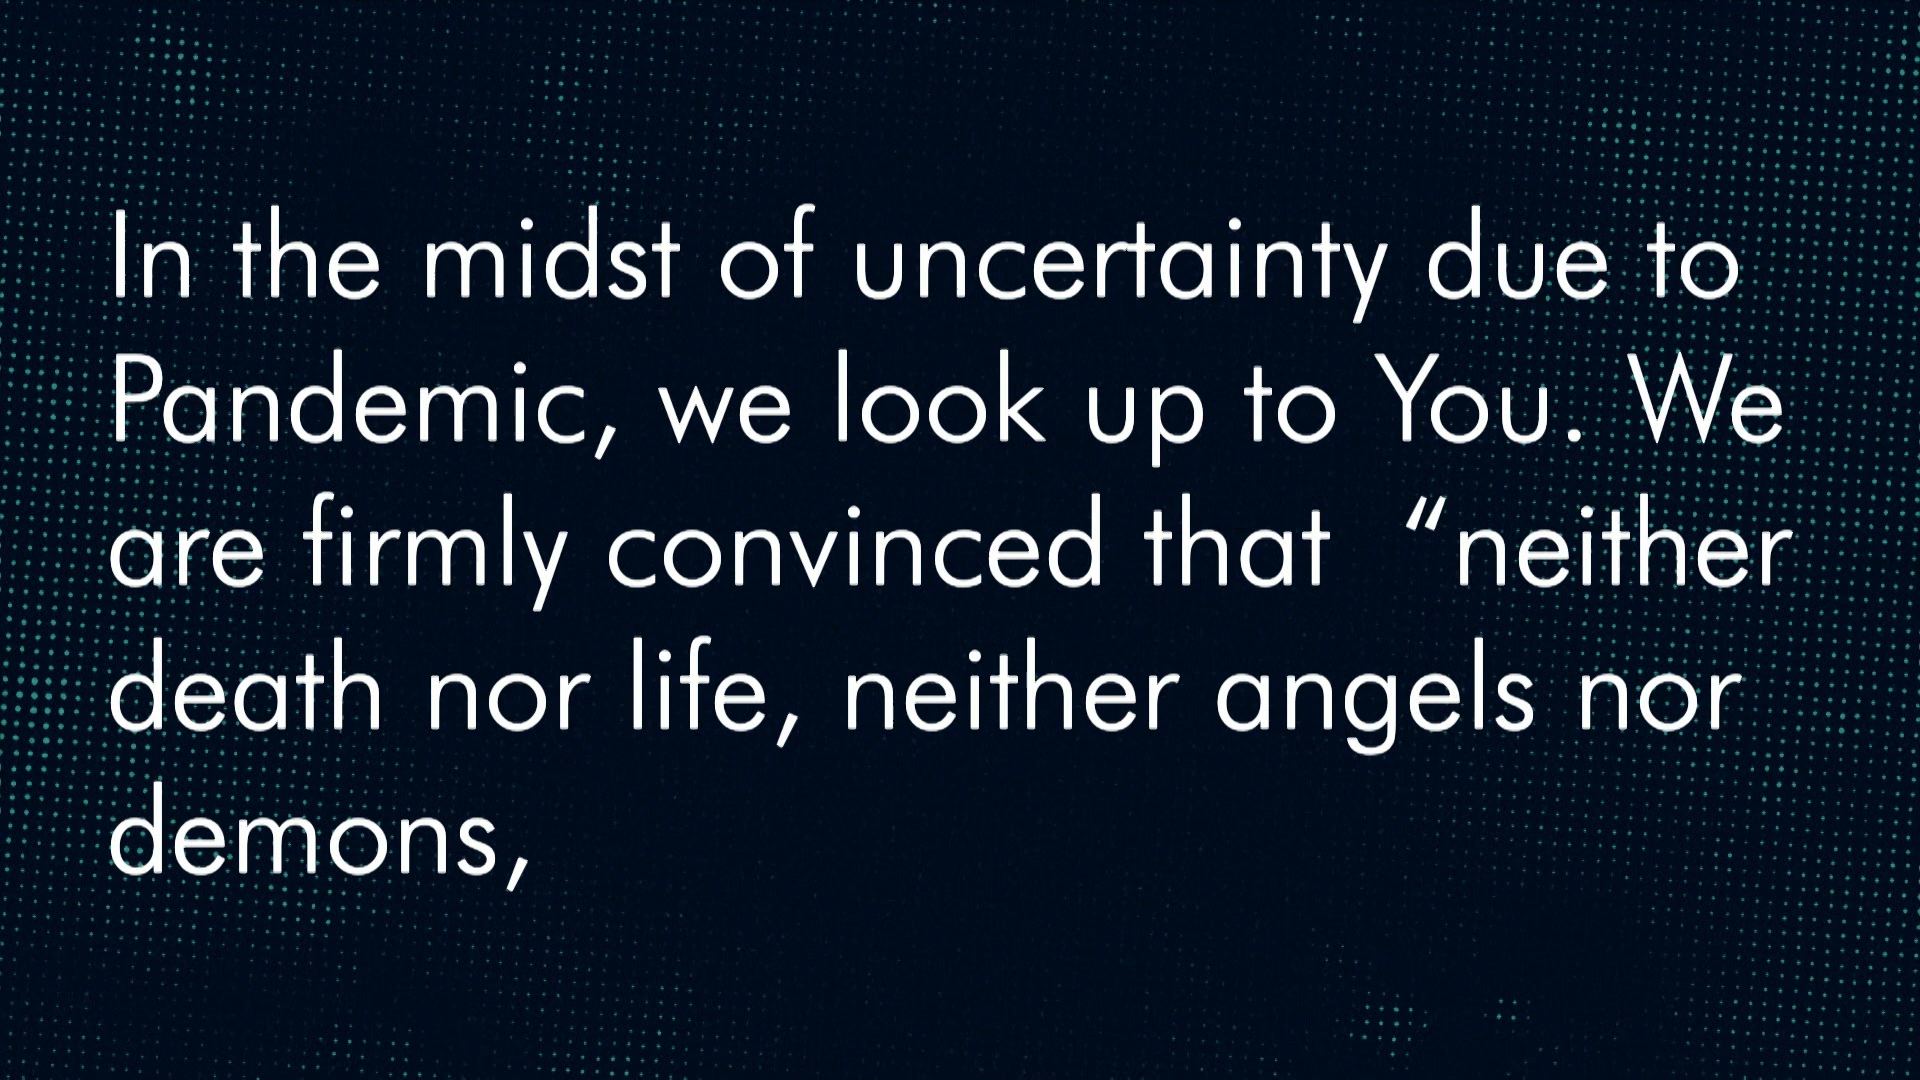 In the midst of uncertainty due to
Pandemic, we look up to You. We
are firmly convinced that  “neither
death nor life, neither angels nor
demons,